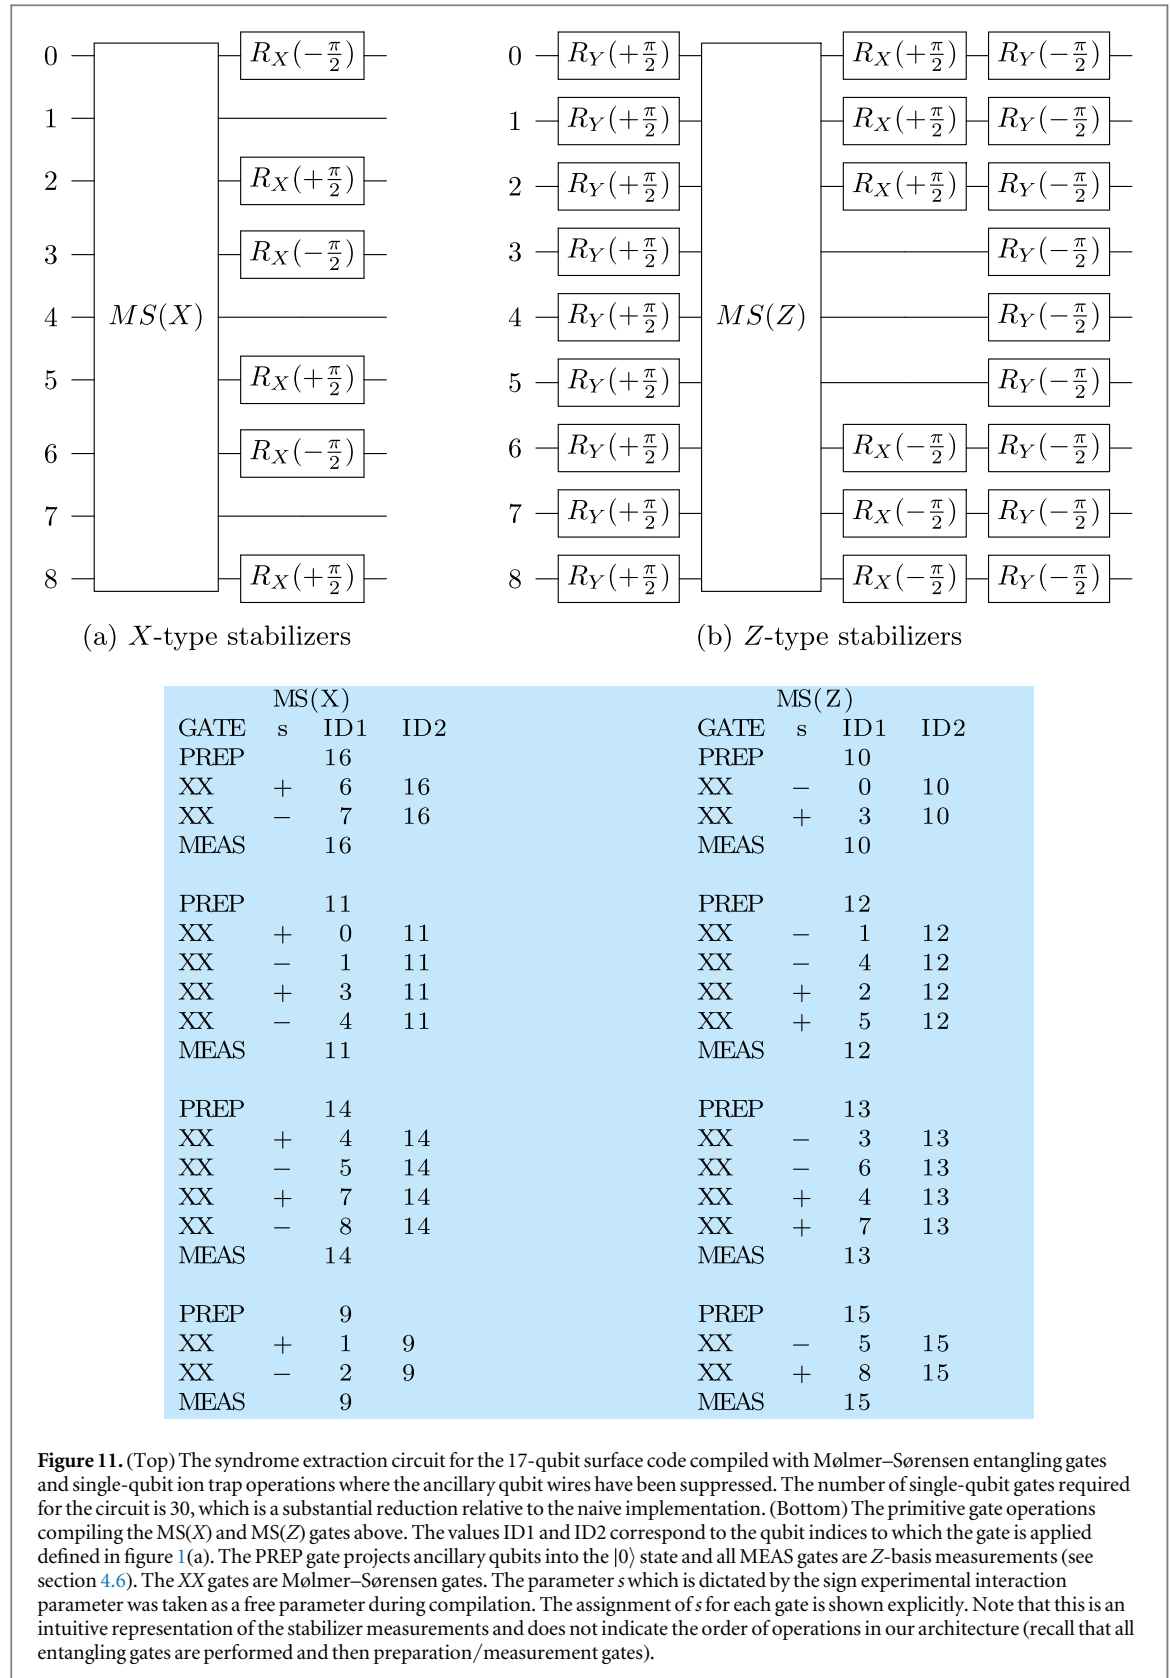 0 R_X(−π/2)
1
2 R_X(+π/2)
3 R_X(−π/2)
4 MS(X)
5 R_X(+π/2)
6 R_X(−π/2)
7
8 R_X(+π/2)
(a) X-type stabilizers
0 R_Y(+π/2) R_X(+π/2) R_Y(−π/2)
1 R_Y(+π/2) R_X(+π/2) R_Y(−π/2)
2 R_Y(+π/2) R_X(+π/2) R_Y(−π/2)
3 R_Y(+π/2) R_Y(−π/2)
4 R_Y(+π/2) MS(Z) R_Y(−π/2)
5 R_Y(+π/2) R_Y(−π/2)
6 R_Y(+π/2) R_X(−π/2) R_Y(−π/2)
7 R_Y(+π/2) R_X(−π/2) R_Y(−π/2)
8 R_Y(+π/2) R_X(−π/2) R_Y(−π/2)
(b) Z-type stabilizers
MS(X)
GATE s ID1 ID2
PREP 16
XX + 6 16
XX − 7 16
MEAS 16
PREP 11
XX + 0 11
XX − 1 11
XX + 3 11
XX − 4 11
MEAS 11
PREP 14
XX + 4 14
XX − 5 14
XX + 7 14
XX − 8 14
MEAS 14
PREP 9
XX + 1 9
XX − 2 9
MEAS 9
MS(Z)
GATE s ID1 ID2
PREP 10
XX − 0 10
XX + 3 10
MEAS 10
PREP 12
XX − 1 12
XX − 4 12
XX + 2 12
XX + 5 12
MEAS 12
PREP 13
XX − 3 13
XX − 6 13
XX + 4 13
XX + 7 13
MEAS 13
PREP 15
XX − 5 15
XX + 8 15
MEAS 15
Figure 11. (Top) The syndrome extraction circuit for the 17-qubit surface code compiled with Mølmer–Sørensen entangling gates
and single-qubit ion trap operations where the ancillary qubit wires have been suppressed. The number of single-qubit gates required
for the circuit is 30, which is a substantial reduction relative to the naive implementation. (Bottom) The primitive gate operations
compiling the MS(X) and MS(Z) gates above. The values ID1 and ID2 correspond to the qubit indices to which the gate is applied
defined in figure 1(a). The PREP gate projects ancillary qubits into the |0⟩ state and all MEAS gates are Z-basis measurements (see
section 4.6). The XX gates are Mølmer–Sørensen gates. The parameter s which is dictated by the sign experimental interaction
parameter was taken as a free parameter during compilation. The assignment of s for each gate is shown explicitly. Note that this is an
intuitive representation of the stabilizer measurements and does not indicate the order of operations in our architecture (recall that all
entangling gates are performed and then preparation/measurement gates).